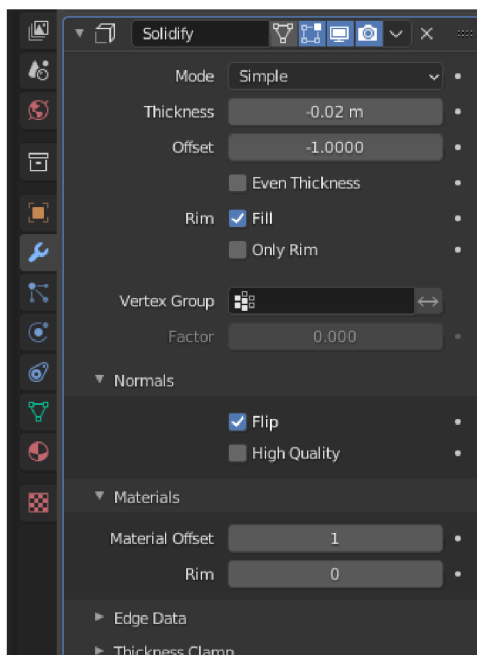 Solidify
Mode Simple
Thickness -0.02 m
Offset -1.0000
Even Thickness
Rim Fill
Only Rim
Vertex Group
Factor 0.000
Normals
Flip
High Quality
Materials
Material Offset 1
Rim 0
Edge Data
Thickness Clamp